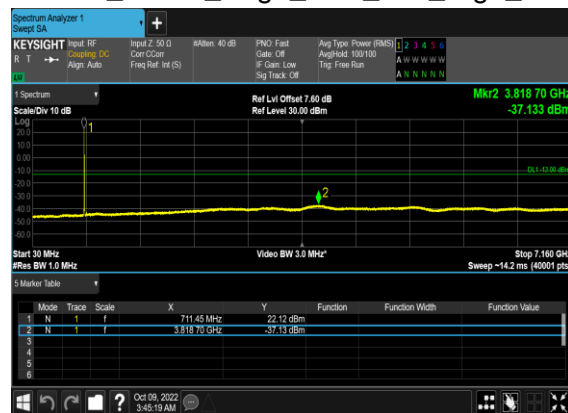 Spectrum Analyzer 1
Swept SA
+
KEYSIGHT Input: RF Input Z: 50 Ω #Atten: 40 dB PNO: Fast Avg Type: Power (RMS) 1 2 3 4 5 6
R T Coupling: DC Corr CCorr Gate: Off Avg|Hold: 100/100 A W W W W W
Align: Auto Freq Ref: Int (S) IF Gain: Low Trig: Free Run
LM Sig Track: Off A N N N N N
1 Spectrum Ref Lvl Offset 7.60 dB Mkr2 3.818 70 GHz
Scale/Div 10 dB Ref Level 30.00 dBm -37.133 dBm
Log
1
20.0
10.0
0.00
-10.0
DL1 -13.00 dBm
-20.0
-30.0
2
-40.0
-50.0
-60.0
Start 30 MHz Video BW 3.0 MHz* Stop 7.160 GHz
#Res BW 1.0 MHz Sweep ~14.2 ms (40001 pts)
5 Marker Table
Mode Trace Scale X Y Function Function Width Function Value
1 N 1 f 711.45 MHz 22.12 dBm
2 N 1 f 3.818 70 GHz -37.13 dBm
3
4
5
6
? Oct 09, 2022
3:45:19 AM